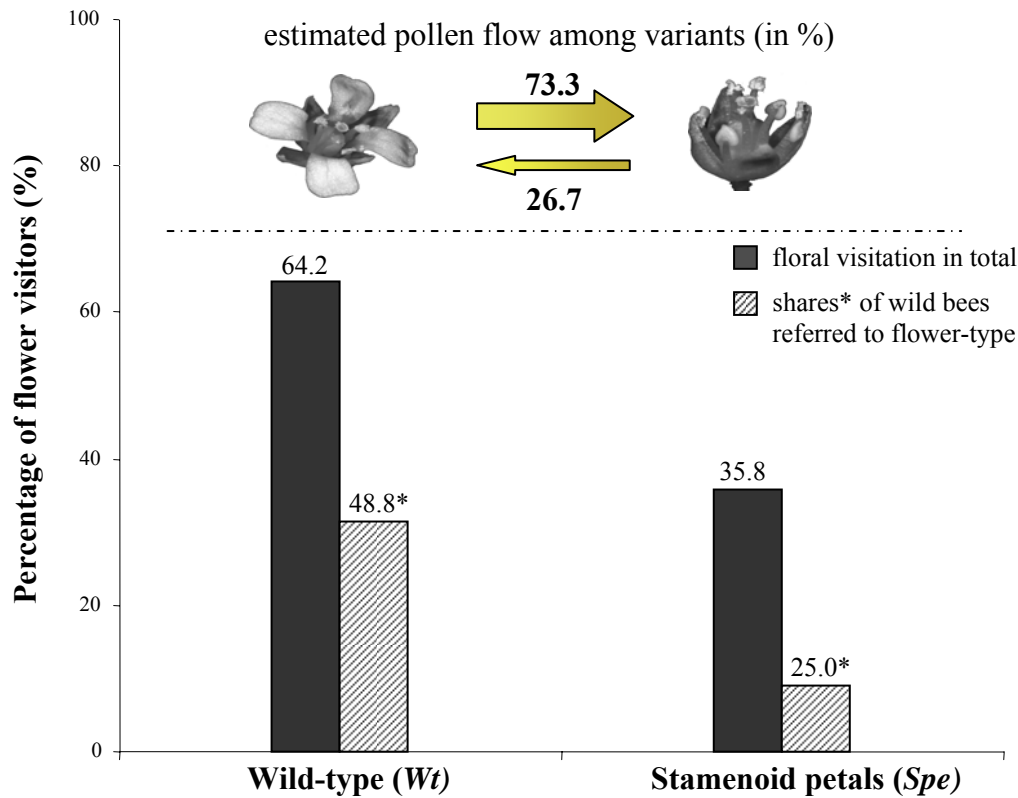 estimated pollen flow among variants (in %)
73.3
26.7
Percentage of flower visitors (%)
100
80
60
40
20
0
floral visitation in total
shares* of wild bees
referred to flower-type
64.2
48.8*
35.8
25.0*
Wild-type (Wt)
Stamenoid petals (Spe)